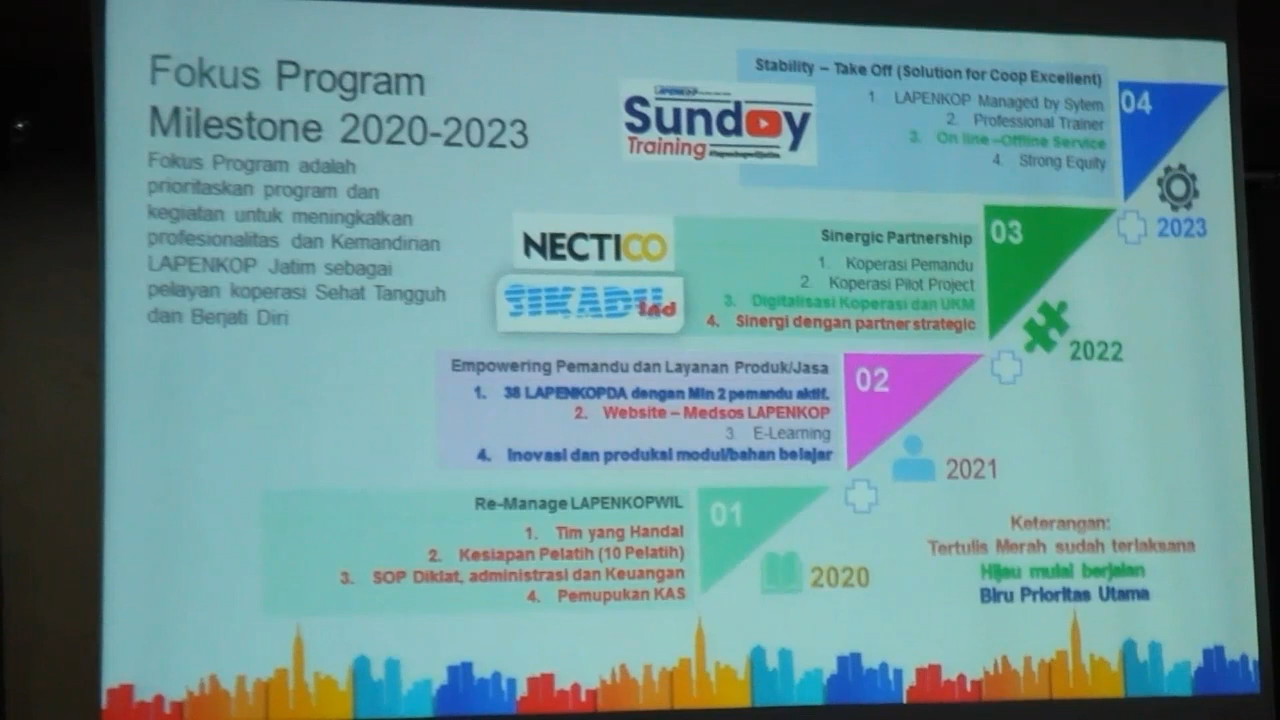 Fokus Program
Milestone 2020-2023
Fokus Program adalah
prioritaskan program dan
kegiatan untuk meningkatkan
profesionalitas dan Kemandirian
LAPENKOP Jatim sebagai
pelayan koperasi Sehat Tangguh
dan Berjati Diri
LAPENKOP
Sunday
Training
Stability – Take Off (Solution for Coop Excellent)
1. LAPENKOP Managed by Sytem
2. Professional Trainer
3. On line –Offline Service
4. Strong Equity
04
2023
NECTICO
SIKADU
Ind
Sinergic Partnership
1. Koperasi Pemandu
2. Koperasi Pilot Project
3. Digitalisasi Koperasi dan UKM
4. Sinergi dengan partner strategic
03
2022
Empowering Pemandu dan Layanan Produk/Jasa
1. 38 LAPENKOPDA dengan Min 2 pemandu aktif.
2. Website – Medsos LAPENKOP
3. E-Learning
4. Inovasi dan produksi modul/bahan belajar
02
2021
Re-Manage LAPENKOPWIL
1. Tim yang Handal
2. Kesiapan Pelatih (10 Pelatih)
3. SOP Diklat, administrasi dan Keuangan
4. Pemupukan KAS
01
2020
Keterangan:
Tertulis Merah sudah terlaksana
Hijau mulai berjalan
Biru Prioritas Utama